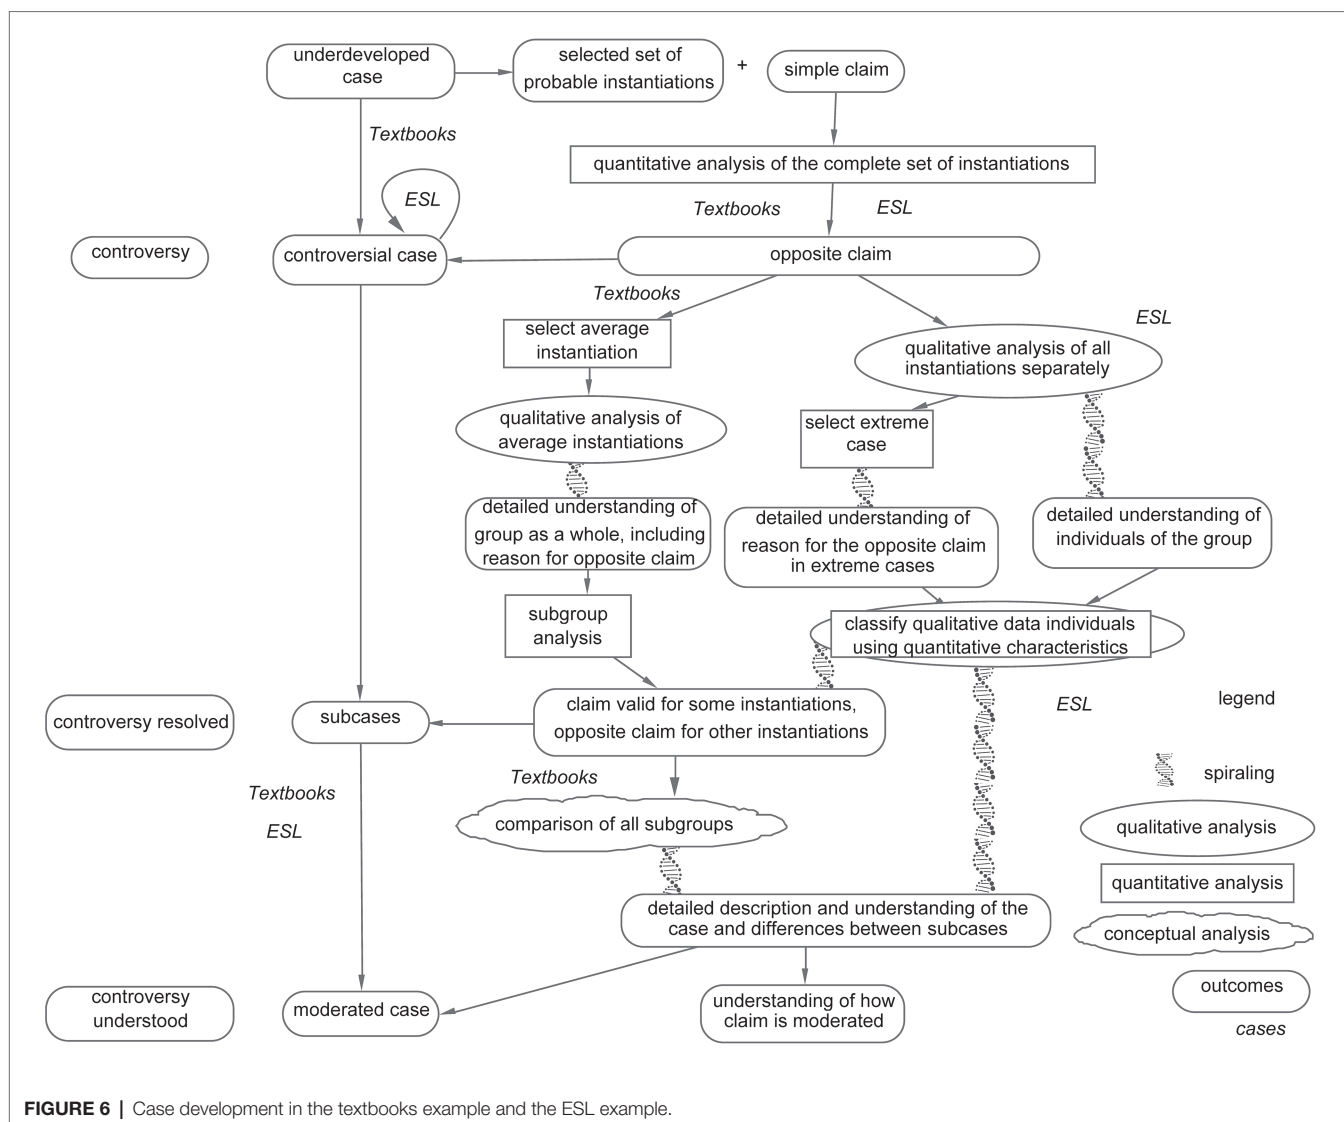 underdeveloped
case
selected set of
probable instantiations
+
simple claim
Textbooks
quantitative analysis of the complete set of instantiations
ESL
Textbooks
ESL
controversy
controversial case
opposite claim
Textbooks
ESL
select average
instantiation
qualitative analysis of all
instantiations separately
qualitative analysis of
average instantiations
select extreme
case
detailed understanding of
group as a whole, including
reason for opposite claim
detailed understanding of
reason for the opposite claim
in extreme cases
detailed understanding of
individuals of the group
subgroup
analysis
classify qualitative data individuals
using quantitative characteristics
controversy resolved
subcases
claim valid for some instantiations,
opposite claim for other instantiations
ESL
legend
Textbooks
ESL
Textbooks
comparison of all subgroups
spiraling
qualitative analysis
quantitative analysis
conceptual analysis
outcomes
cases
detailed description and understanding of the
case and differences between subcases
controversy
understood
moderated case
understanding of how
claim is moderated
FIGURE 6 | Case development in the textbooks example and the ESL example.